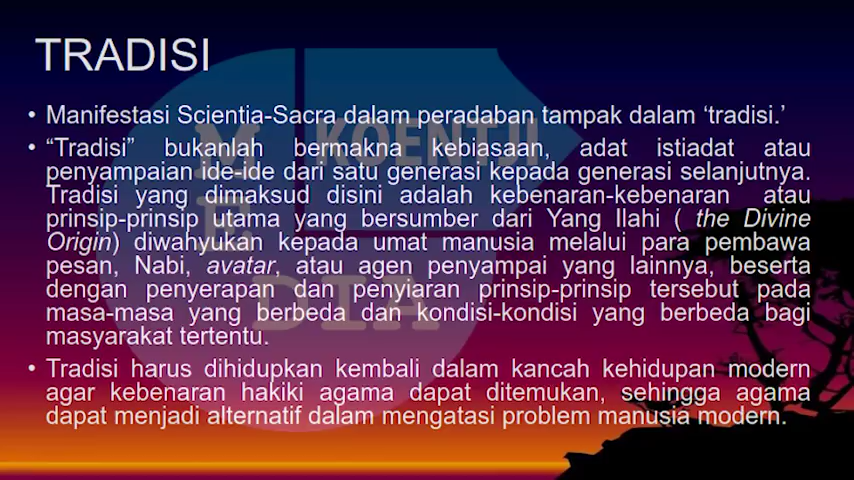 TRADISI
• Manifestasi Scientia-Sacra dalam peradaban tampak dalam ‘tradisi.’
• “Tradisi” bukanlah bermakna kebiasaan, adat istiadat atau
penyampaian ide-ide dari satu generasi kepada generasi selanjutnya.
Tradisi yang dimaksud disini adalah kebenaran-kebenaran atau
prinsip-prinsip utama yang bersumber dari Yang Ilahi ( the Divine
Origin) diwahyukan kepada umat manusia melalui para pembawa
pesan, Nabi, avatar, atau agen penyampai yang lainnya, beserta
dengan penyerapan dan penyiaran prinsip-prinsip tersebut pada
masa-masa yang berbeda dan kondisi-kondisi yang berbeda bagi
masyarakat tertentu.
• Tradisi harus dihidupkan kembali dalam kancah kehidupan modern
agar kebenaran hakiki agama dapat ditemukan, sehingga agama
dapat menjadi alternatif dalam mengatasi problem manusia modern.
KOENTJI
MEDIA